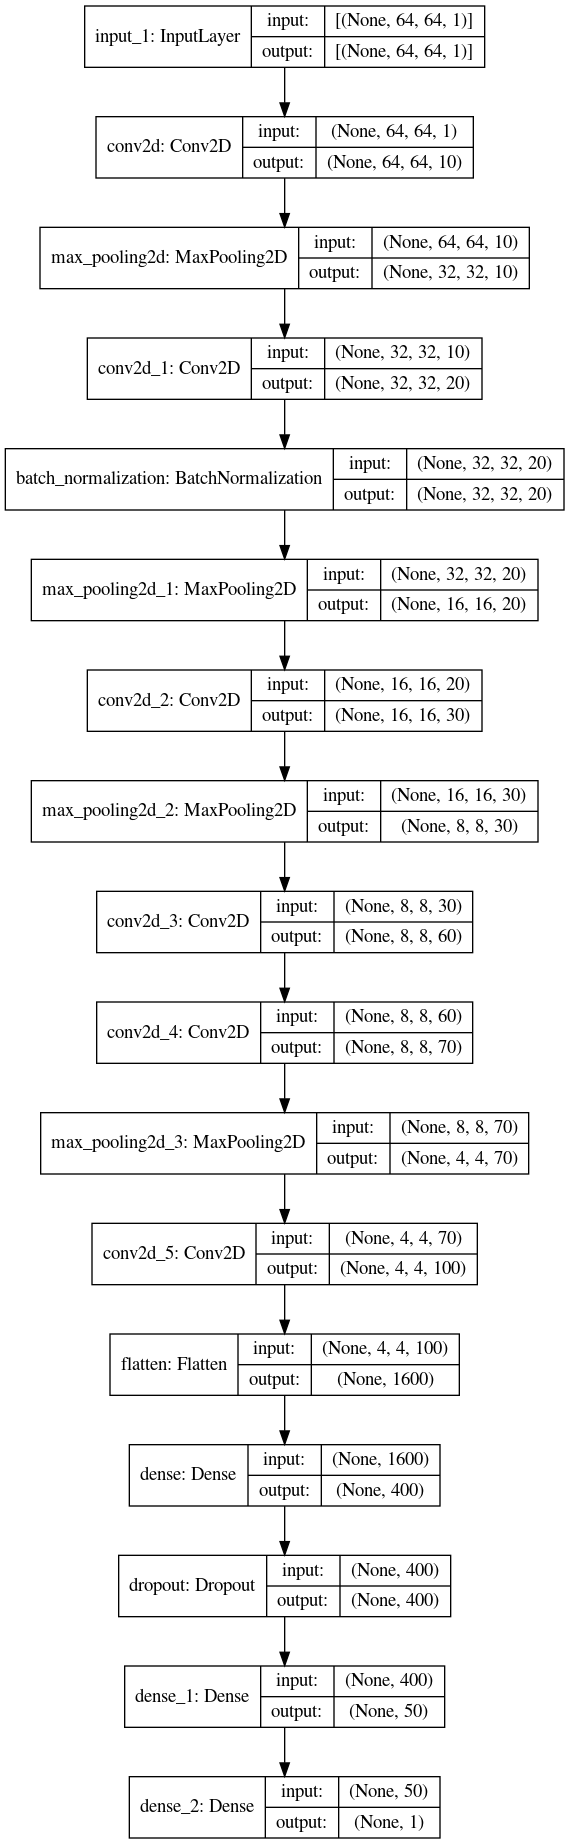 input_1: InputLayer
input: [(None, 64, 64, 1)]
output: [(None, 64, 64, 1)]
conv2d: Conv2D
input: (None, 64, 64, 1)
output: (None, 64, 64, 10)
max_pooling2d: MaxPooling2D
input: (None, 64, 64, 10)
output: (None, 32, 32, 10)
conv2d_1: Conv2D
input: (None, 32, 32, 10)
output: (None, 32, 32, 20)
batch_normalization: BatchNormalization
input: (None, 32, 32, 20)
output: (None, 32, 32, 20)
max_pooling2d_1: MaxPooling2D
input: (None, 32, 32, 20)
output: (None, 16, 16, 20)
conv2d_2: Conv2D
input: (None, 16, 16, 20)
output: (None, 16, 16, 30)
max_pooling2d_2: MaxPooling2D
input: (None, 16, 16, 30)
output: (None, 8, 8, 30)
conv2d_3: Conv2D
input: (None, 8, 8, 30)
output: (None, 8, 8, 60)
conv2d_4: Conv2D
input: (None, 8, 8, 60)
output: (None, 8, 8, 70)
max_pooling2d_3: MaxPooling2D
input: (None, 8, 8, 70)
output: (None, 4, 4, 70)
conv2d_5: Conv2D
input: (None, 4, 4, 70)
output: (None, 4, 4, 100)
flatten: Flatten
input: (None, 4, 4, 100)
output: (None, 1600)
dense: Dense
input: (None, 1600)
output: (None, 400)
dropout: Dropout
input: (None, 400)
output: (None, 400)
dense_1: Dense
input: (None, 400)
output: (None, 50)
dense_2: Dense
input: (None, 50)
output: (None, 1)